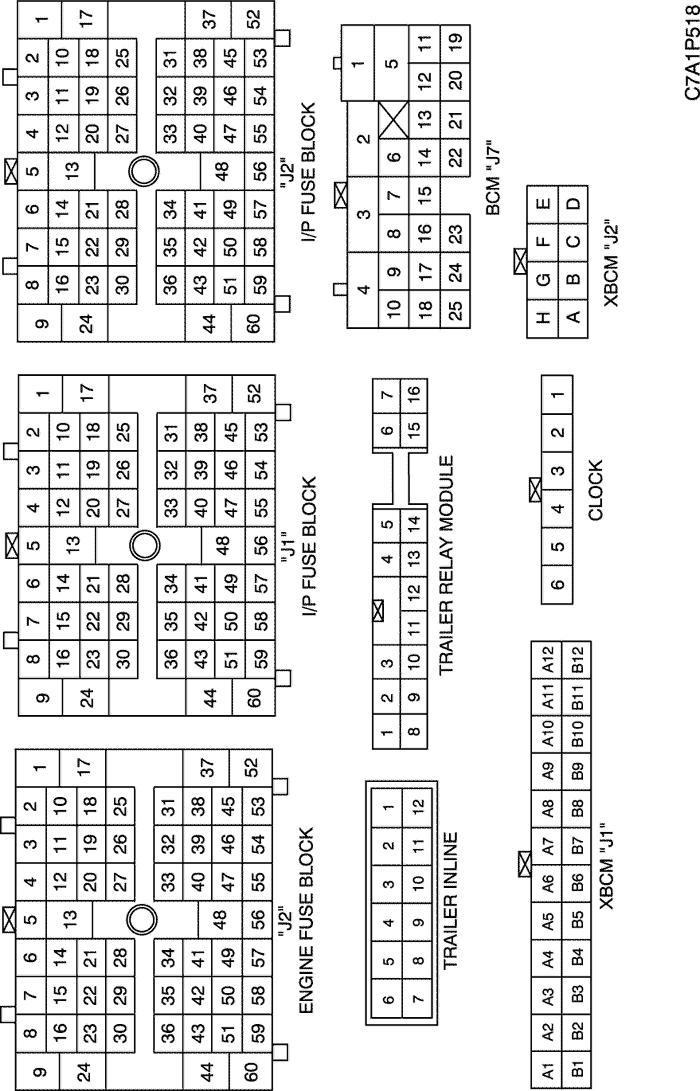 9 8 7 6 5 4 3 2 1
24 16 15 14 13 12 11 10 17
23 22 21 20 19 18
30 29 28 27 26 25
36 35 34 33 32 31
44 43 42 41 48 40 39 38 37
51 50 49 47 46 45
60 59 58 57 56 55 54 53 52
"J2"
ENGINE FUSE BLOCK
9 8 7 6 5 4 3 2 1
24 16 15 14 13 12 11 10 17
23 22 21 20 19 18
30 29 28 27 26 25
36 35 34 33 32 31
44 43 42 41 48 40 39 38 37
51 50 49 47 46 45
60 59 58 57 56 55 54 53 52
"J1"
I/P FUSE BLOCK
9 8 7 6 5 4 3 2 1
24 16 15 14 13 12 11 10 17
23 22 21 20 19 18
30 29 28 27 26 25
36 35 34 33 32 31
44 43 42 41 48 40 39 38 37
51 50 49 47 46 45
60 59 58 57 56 55 54 53 52
"J2"
I/P FUSE BLOCK
6 5 4 3 2 1
7 8 9 10 11 12
TRAILER INLINE
1 2 3 4 5 6 7
8 9 10 11 12 13 14 15 16
TRAILER RELAY MODULE
4 3 2 1
10 9 8 7 6 5
18 17 16 15 14 13 12 11
25 24 23 22 21 20 19
BCM "J7"
A1 A2 A3 A4 A5 A6 A7 A8 A9 A10 A11 A12
B1 B2 B3 B4 B5 B6 B7 B8 B9 B10 B11 B12
XBCM "J1"
6 5 4 3 2 1
CLOCK
H G F E
A B C D
XBCM "J2"
C7A1P518